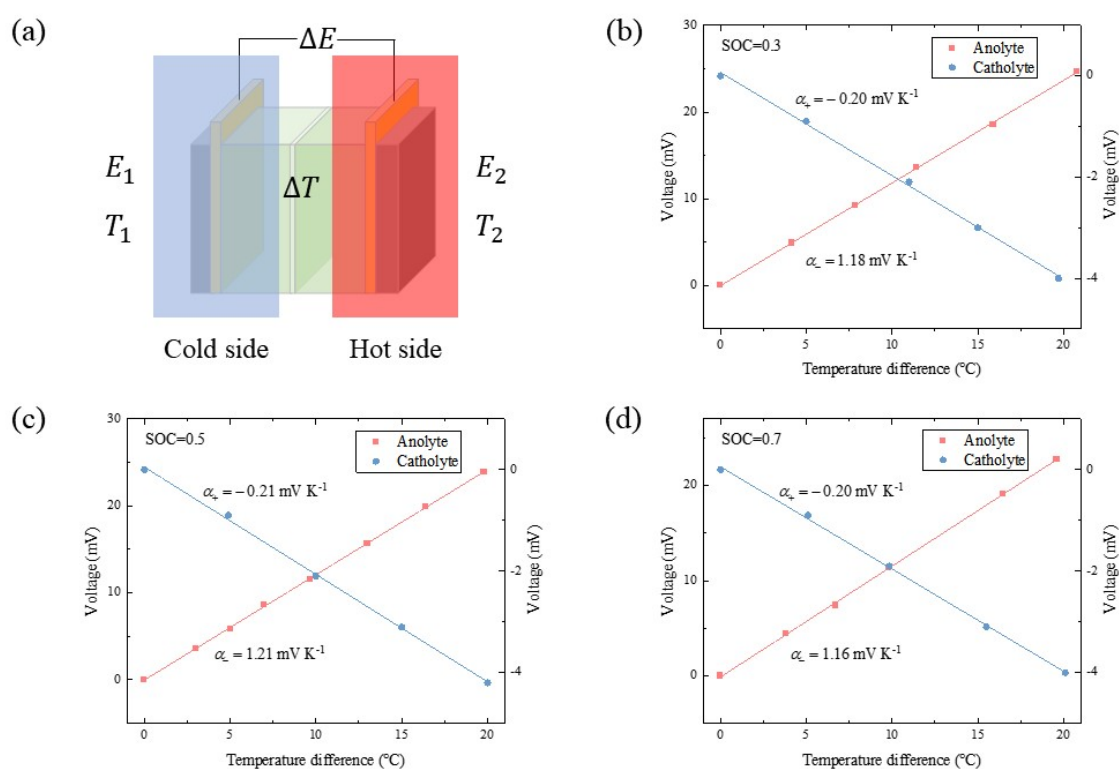 (a)
ΔE
E₁
E₂
ΔT
T₁
T₂
Cold side
Hot side
(b)
SOC=0.3
Anolyte
Catholyte
α₊ = −0.20 mV K⁻¹
α₋ = 1.18 mV K⁻¹
30
20
10
0
0
-2
-4
Voltage (mV)
Voltage (mV)
0 5 10 15 20
Temperature difference (℃)
(c)
SOC=0.5
Anolyte
Catholyte
α₊ = −0.21 mV K⁻¹
α₋ = 1.21 mV K⁻¹
30
20
10
0
0
-2
-4
Voltage (mV)
Voltage (mV)
0 5 10 15 20
Temperature difference (℃)
(d)
SOC=0.7
Anolyte
Catholyte
α₊ = −0.20 mV K⁻¹
α₋ = 1.16 mV K⁻¹
20
10
0
0
-2
-4
Voltage (mV)
Voltage (mV)
0 5 10 15 20
Temperature difference (℃)